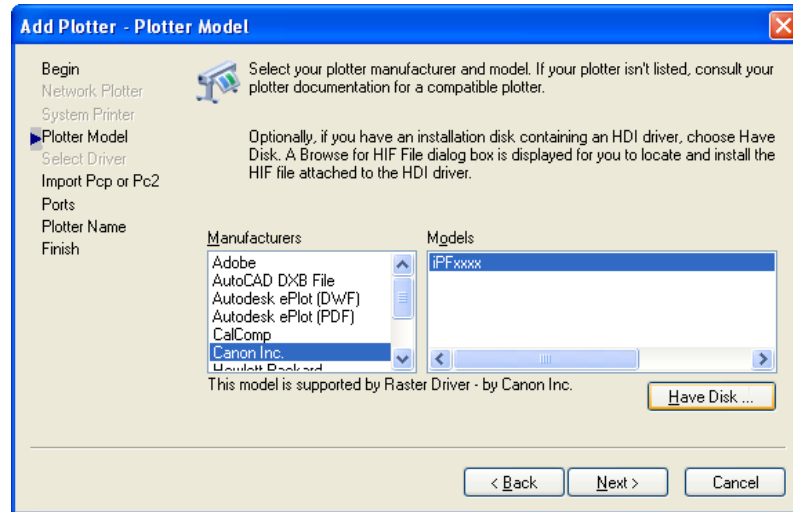 Add Plotter - Plotter Model
Begin
Network Plotter
System Printer
Plotter Model
Select Driver
Import Pcp or Pc2
Ports
Plotter Name
Finish
Select your plotter manufacturer and model. If your plotter isn't listed, consult your
plotter documentation for a compatible plotter.
Optionally, if you have an installation disk containing an HDI driver, choose Have
Disk. A Browse for HIF File dialog box is displayed for you to locate and install the
HIF file attached to the HDI driver.
Manufacturers
Adobe
AutoCAD DXB File
Autodesk ePlot (DWF)
Autodesk ePlot (PDF)
CalComp
Canon Inc.
Hewlett Packard
Models
iPFxxxx
This model is supported by Raster Driver - by Canon Inc.
Have Disk ...
< Back
Next >
Cancel